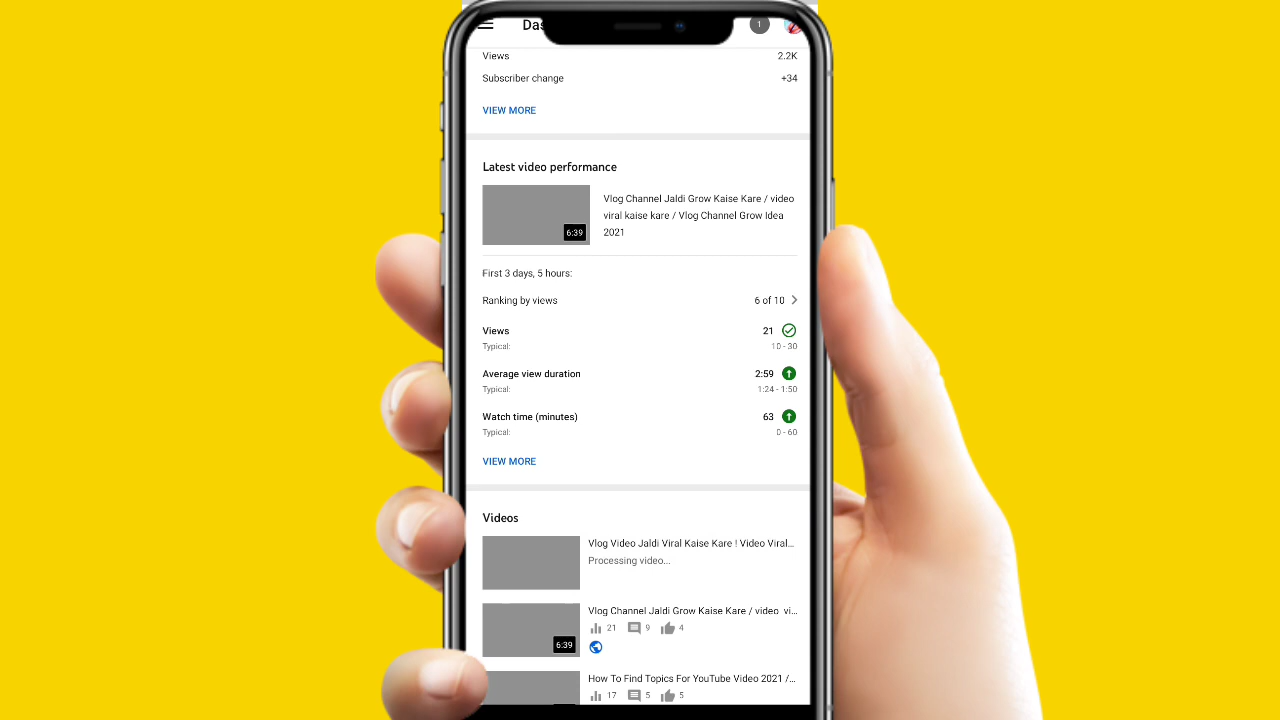 Das
1
Views 2.2K
Subscriber change +34
VIEW MORE
Latest video performance
6:39
Vlog Channel Jaldi Grow Kaise Kare / video
viral kaise kare / Vlog Channel Grow Idea
2021
First 3 days, 5 hours:
Ranking by views 6 of 10
Views 21
Typical: 10 - 30
Average view duration 2:59
Typical: 1:24 - 1:50
Watch time (minutes) 63
Typical: 0 - 60
VIEW MORE
Videos
Vlog Video Jaldi Viral Kaise Kare ! Video Viral...
Processing video...
Vlog Channel Jaldi Grow Kaise Kare / video vi...
21 9 4
6:39
How To Find Topics For YouTube Video 2021 /...
17 5 5